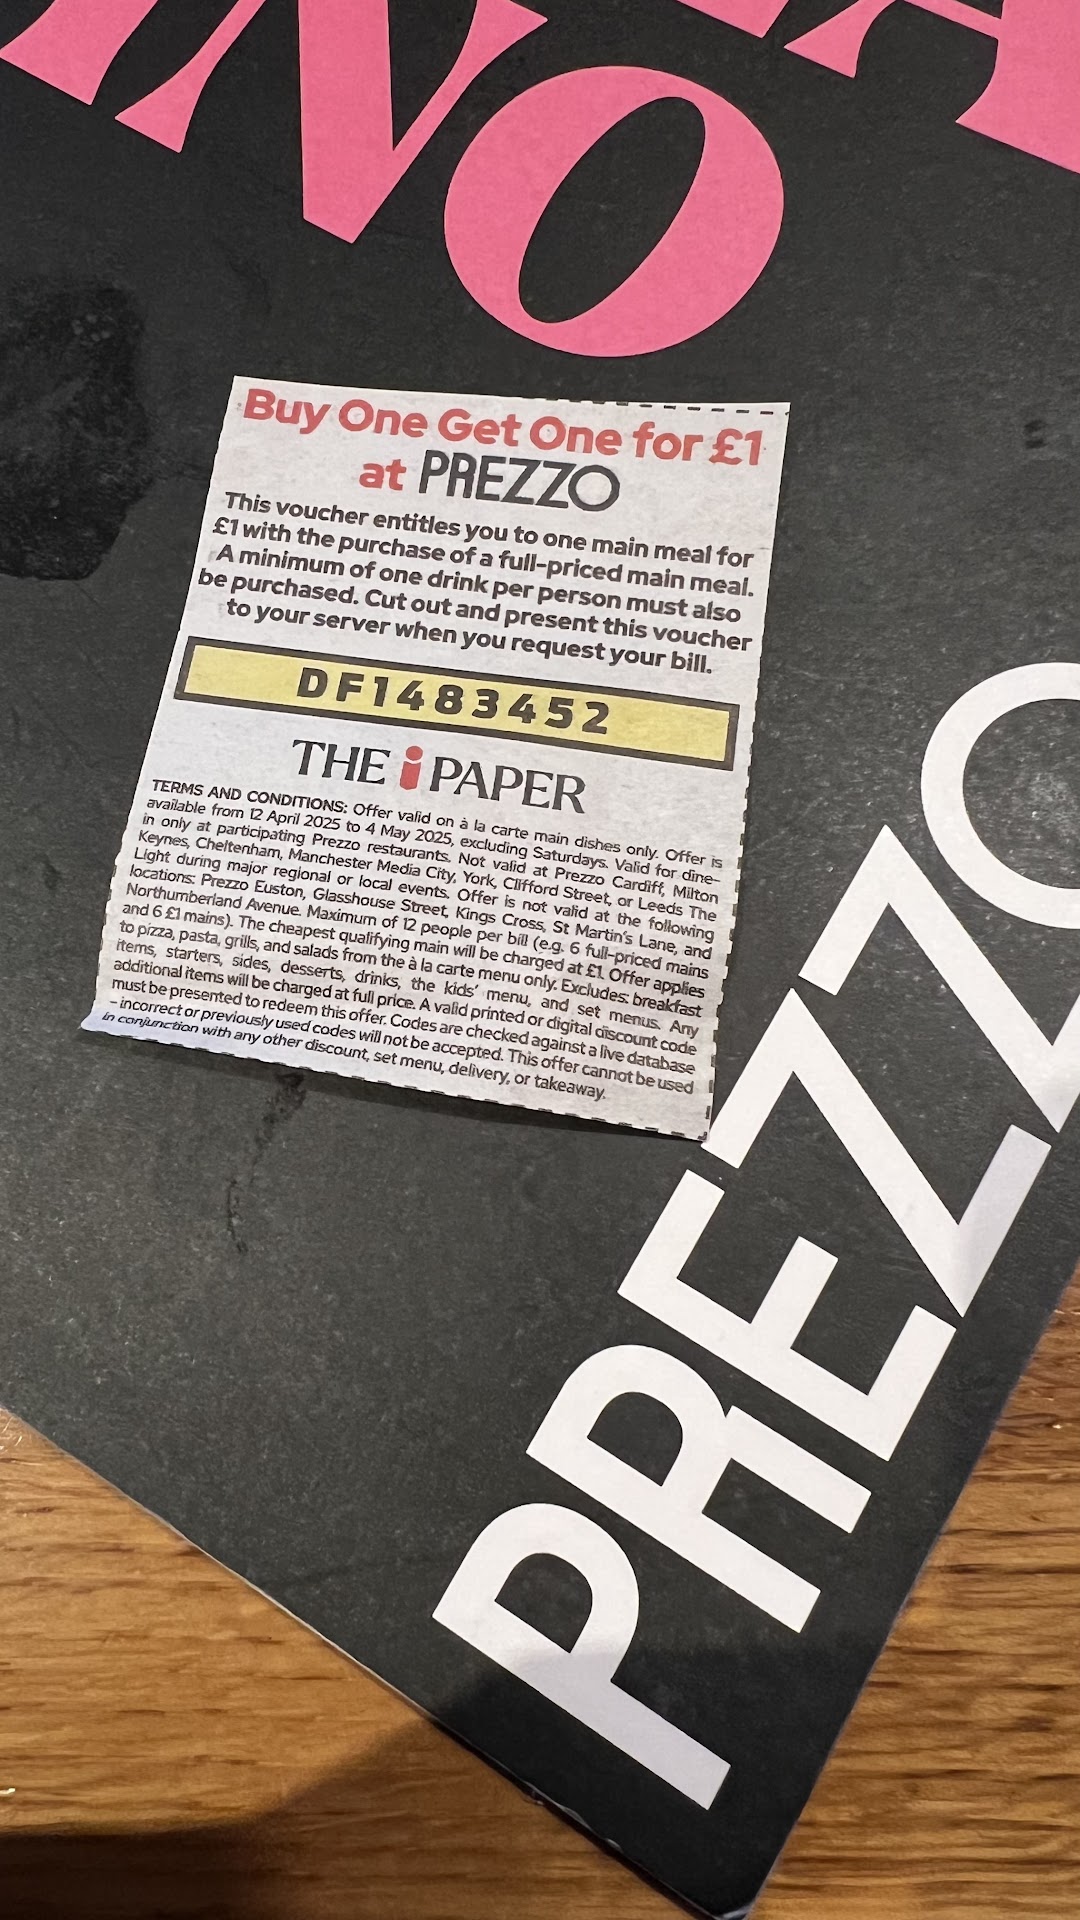 INO
Buy One Get One for £1
at PREZZO
This voucher entitles you to one main meal for
£1 with the purchase of a full-priced main meal.
A minimum of one drink per person must also
be purchased. Cut out and present this voucher
to your server when you request your bill.
DF1483452
THE i PAPER
TERMS AND CONDITIONS: Offer valid on à la carte main dishes only. Offer is
available from 12 April 2025 to 4 May 2025, excluding Saturdays. Valid for dine-
in only at participating Prezzo restaurants. Not valid at Prezzo Cardiff, Milton
Keynes, Cheltenham, Manchester Media City, York, Clifford Street, or Leeds The
Light during major regional or local events. Offer is not valid at the following
locations: Prezzo Euston, Glasshouse Street, Kings Cross, St Martin's Lane, and
Northumberland Avenue. Maximum of 12 people per bill (e.g. 6 full-priced mains
and 6 £1 mains). The cheapest qualifying main will be charged at £1. Offer applies
to pizza, pasta, grills, and salads from the à la carte menu only. Excludes: breakfast
items, starters, sides, desserts, drinks, the kids' menu, and set menus. Any
additional items will be charged at full price. A valid printed or digital discount code
must be presented to redeem this offer. Codes are checked against a live database
- incorrect or previously used codes will not be accepted. This offer cannot be used
in conjunction with any other discount, set menu, delivery, or takeaway.
PREZZO